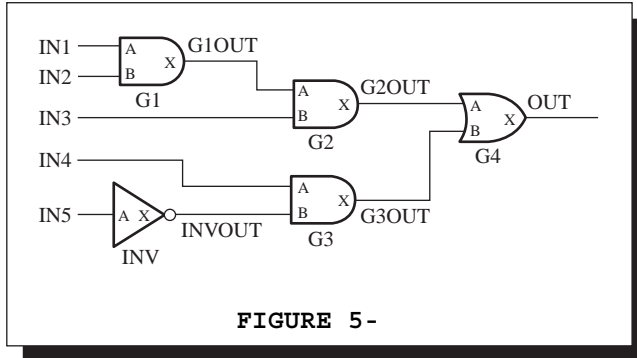 IN1
A
X
G1OUT
IN2
B
G1
A
X
G2OUT
IN3
B
G2
A
X
OUT
B
G4
IN4
A
X
G3OUT
IN5
A X
INVOUT
B
G3
INV
FIGURE 5-